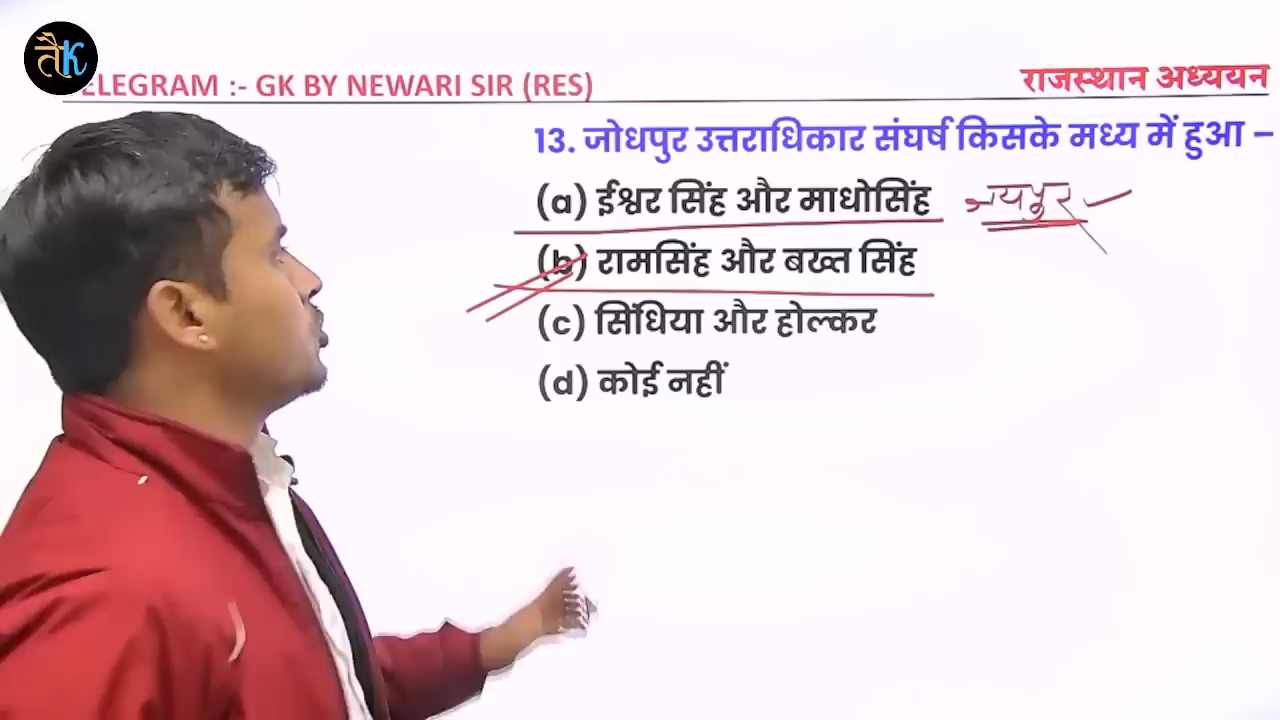 तैK
ELEGRAM :- GK BY NEWARI SIR (RES)
राजस्थान अध्ययन
13. जोधपुर उत्तराधिकार संघर्ष किसके मध्य में हुआ –
(a) ईश्वर सिंह और माधोसिंह जयपुर
(b) रामसिंह और बख्त सिंह
(c) सिंधिया और होल्कर
(d) कोई नहीं